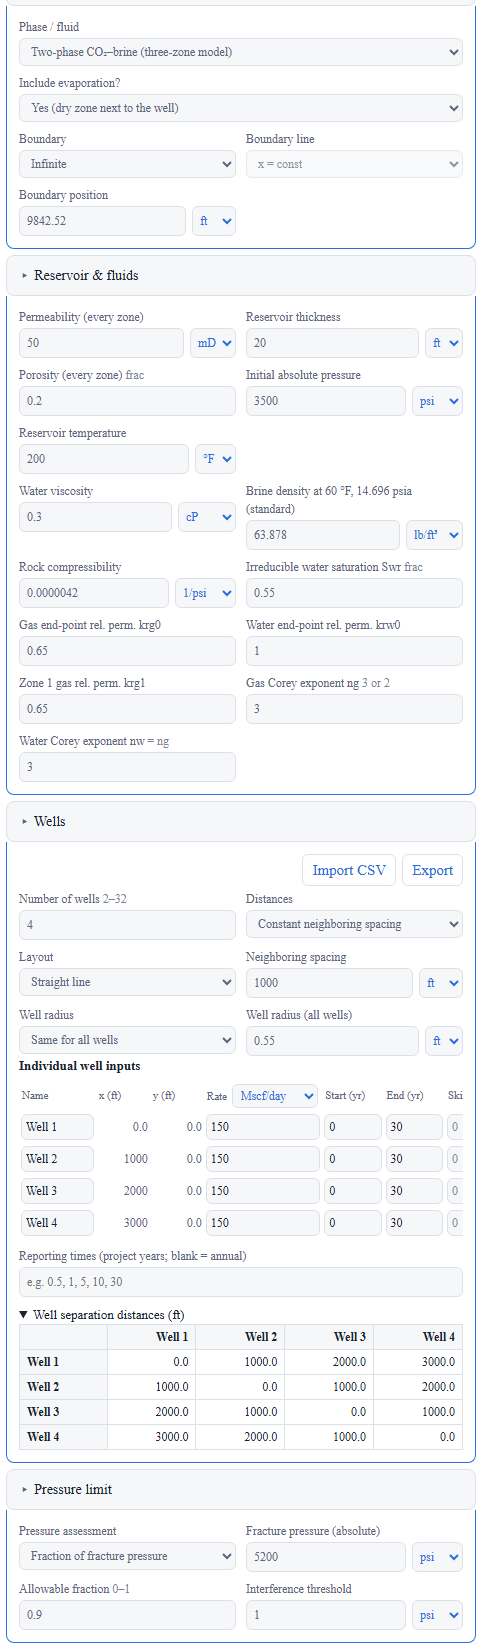 Phase / fluid
Two-phase CO₂–brine (three-zone model)
Include evaporation?
Yes (dry zone next to the well)
Boundary Boundary line
Infinite x = const
Boundary position
9842.52 ft
▸ Reservoir & fluids
Permeability (every zone) Reservoir thickness
50 mD 20 ft
Porosity (every zone) frac Initial absolute pressure
0.2 3500 psi
Reservoir temperature
200 °F
Water viscosity Brine density at 60 °F, 14.696 psia
(standard)
0.3 cP 63.878 lb/ft³
Rock compressibility Irreducible water saturation Swr frac
0.0000042 1/psi 0.55
Gas end-point rel. perm. krg0 Water end-point rel. perm. krw0
0.65 1
Zone 1 gas rel. perm. krg1 Gas Corey exponent ng 3 or 2
0.65 3
Water Corey exponent nw = ng
3
▸ Wells
Import CSV Export
Number of wells 2–32 Distances
4 Constant neighboring spacing
Layout Neighboring spacing
Straight line 1000 ft
Well radius Well radius (all wells)
Same for all wells 0.55 ft
Individual well inputs
Name x (ft) y (ft) Rate Mscf/day Start (yr) End (yr) Ski
Well 1 0.0 0.0 150 0 30 0
Well 2 1000 0.0 150 0 30 0
Well 3 2000 0.0 150 0 30 0
Well 4 3000 0.0 150 0 30 0
Reporting times (project years; blank = annual)
e.g. 0.5, 1, 5, 10, 30
▼ Well separation distances (ft)
Well 1 Well 2 Well 3 Well 4
Well 1 0.0 1000.0 2000.0 3000.0
Well 2 1000.0 0.0 1000.0 2000.0
Well 3 2000.0 1000.0 0.0 1000.0
Well 4 3000.0 2000.0 1000.0 0.0
▸ Pressure limit
Pressure assessment Fracture pressure (absolute)
Fraction of fracture pressure 5200 psi
Allowable fraction 0–1 Interference threshold
0.9 1 psi